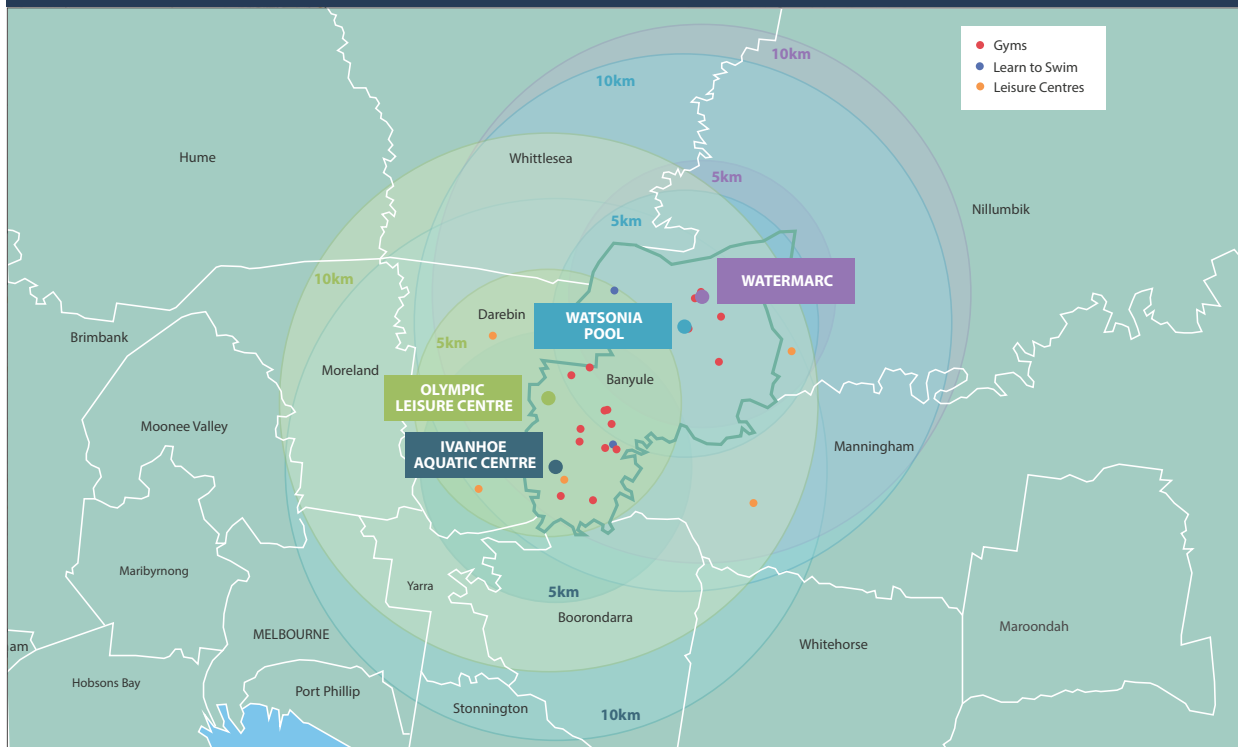 10km
Gyms
Learn to Swim
Leisure Centres
10km
Hume
Whittlesea
5km
Nillumbik
5km
10km
WATERMARC
Darebin
WATSONIA
POOL
Brimbank
5km
Moreland
Banyule
OLYMPIC
LEISURE CENTRE
Moonee Valley
IVANHOE
AQUATIC CENTRE
Manningham
Maribyrnong
Yarra
5km
Boorondarra
MELBOURNE
Maroondah
Whitehorse
am
Hobsons Bay
Port Phillip
Stonnington
10km